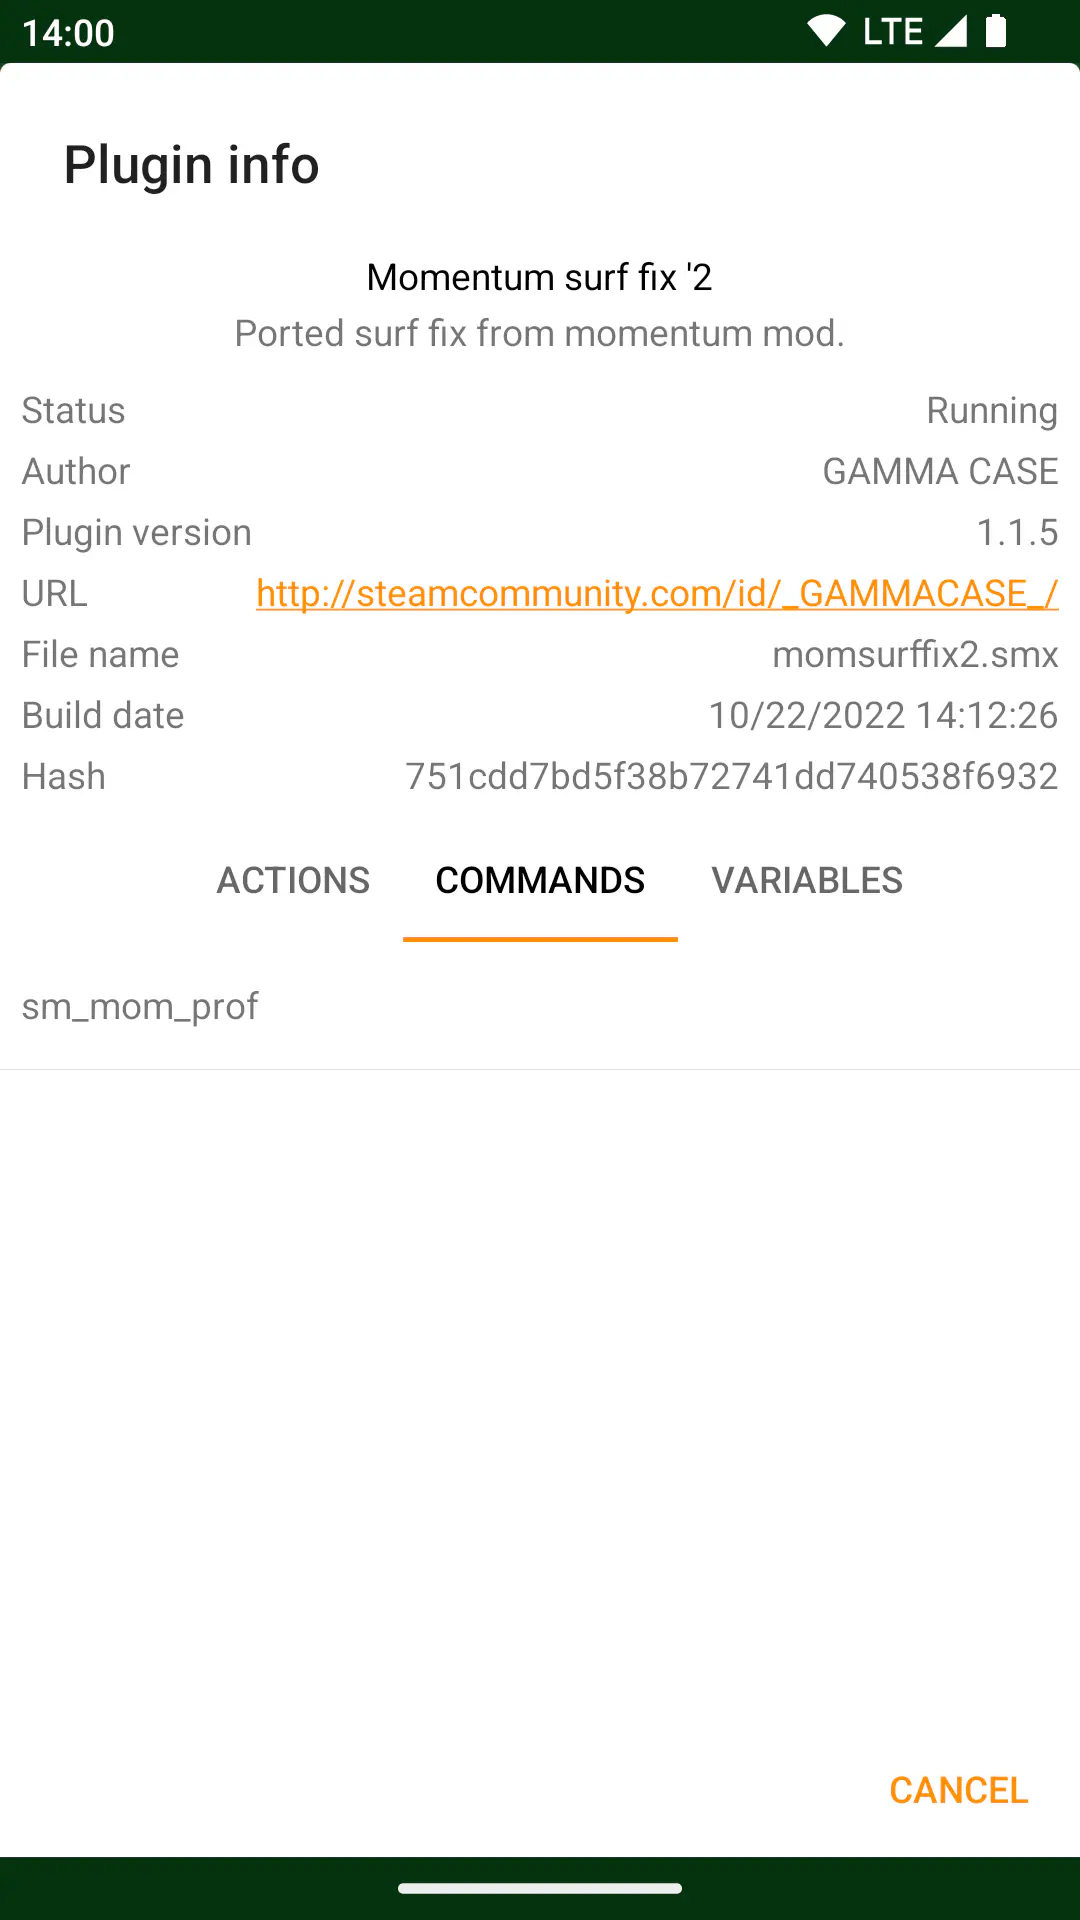 14:00 LTE
Plugin info
Momentum surf fix '2
Ported surf fix from momentum mod.
Status Running
Author GAMMA CASE
Plugin version 1.1.5
URL http://steamcommunity.com/id/_GAMMACASE_/
File name momsurffix2.smx
Build date 10/22/2022 14:12:26
Hash 751cdd7bd5f38b72741dd740538f6932
ACTIONS COMMANDS VARIABLES
sm_mom_prof
CANCEL